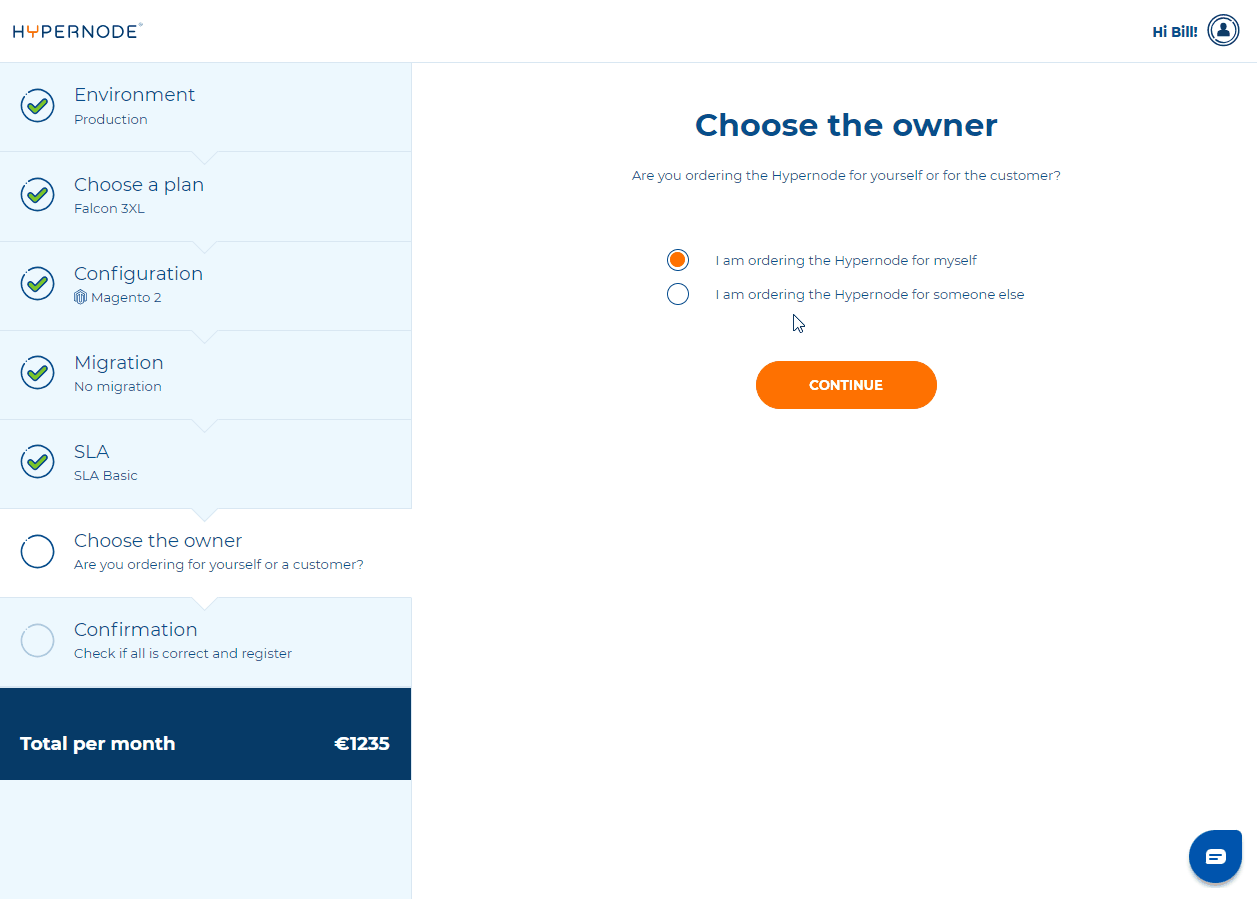 HYPERNODE®
Hi Bill!
Environment
Production
Choose a plan
Falcon 3XL
Configuration
Magento 2
Migration
No migration
SLA
SLA Basic
Choose the owner
Are you ordering for yourself or a customer?
Confirmation
Check if all is correct and register
Total per month €1235
Choose the owner
Are you ordering the Hypernode for yourself or for the customer?
I am ordering the Hypernode for myself
I am ordering the Hypernode for someone else
CONTINUE